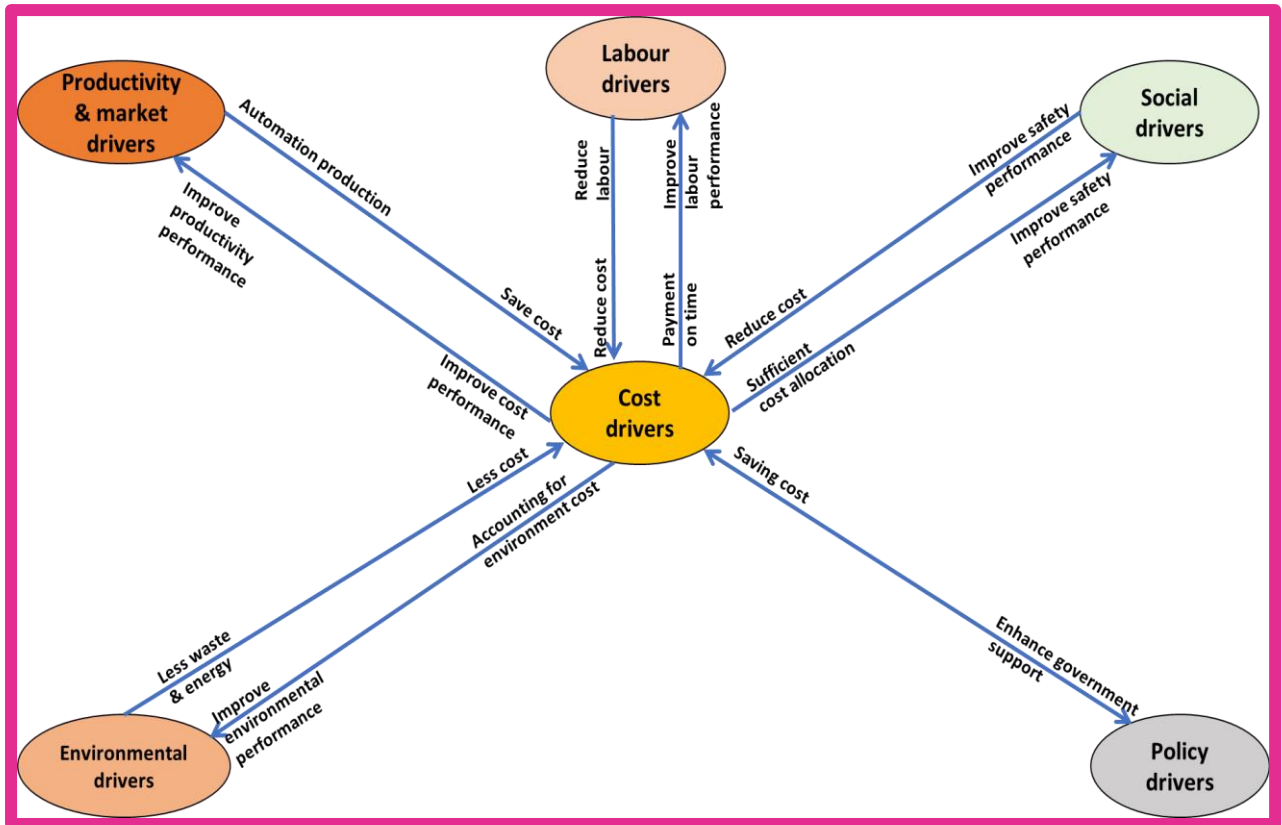 Labour
drivers
Productivity
& market
drivers
Social
drivers
Automation production
Save cost
Improve
productivity
performance
Improve cost
performance
Reduce
labour
Reduce cost
Improve
labour
performance
Payment
on time
Improve safety
performance
Reduce cost
Improve safety
performance
Sufficient
cost allocation
Cost
drivers
Less cost
Less waste
& energy
Accounting for
environment cost
Improve
environmental
performance
Saving cost
Enhance government
support
Environmental
drivers
Policy
drivers